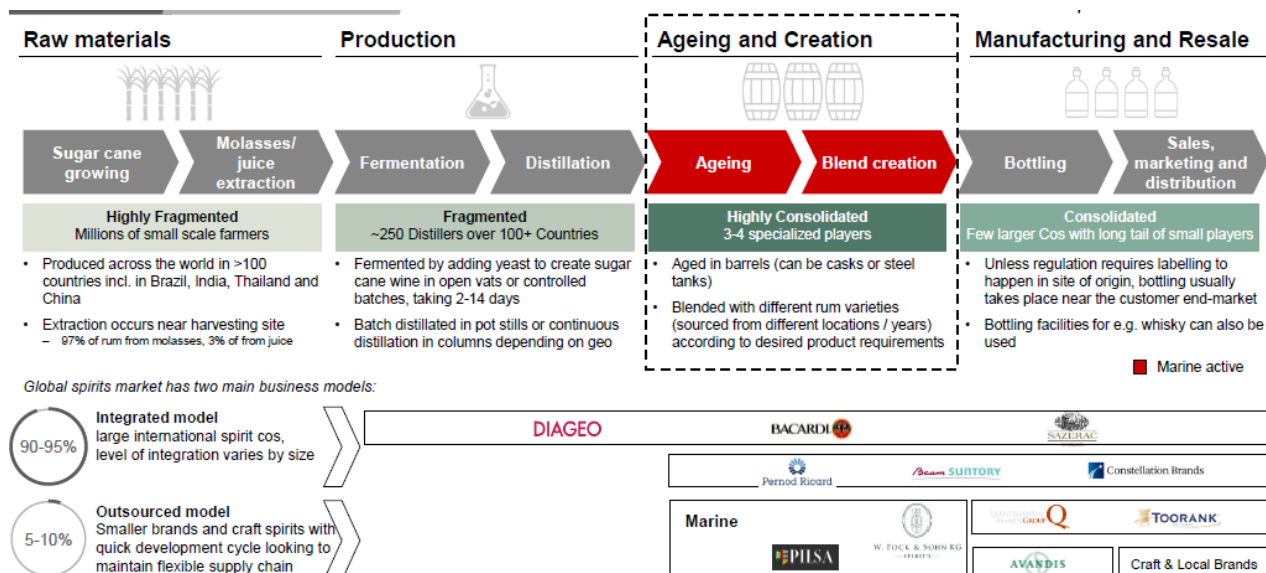 Raw materials
Production
Ageing and Creation
Manufacturing and Resale
Sugar cane
growing
Molasses/
juice
extraction
Fermentation
Distillation
Ageing
Blend creation
Bottling
Sales,
marketing and
distribution
Highly Fragmented
Millions of small scale farmers
Fragmented
~250 Distillers over 100+ Countries
Highly Consolidated
3-4 specialized players
Consolidated
Few larger Cos with long tail of small players
• Produced across the world in >100
countries incl. in Brazil, India, Thailand and
China
• Extraction occurs near harvesting site
– 97% of rum from molasses, 3% of from juice
• Fermented by adding yeast to create sugar
cane wine in open vats or controlled
batches, taking 2-14 days
• Batch distilled in pot stills or continuous
distillation in columns depending on geo
• Aged in barrels (can be casks or steel
tanks)
• Blended with different rum varieties
(sourced from different locations / years)
according to desired product requirements
• Unless regulation requires labelling to
happen in site of origin, bottling usually
takes place near the customer end-market
• Bottling facilities for e.g. whisky can also be
used
Marine active
Global spirits market has two main business models:
90-95%
Integrated model
large international spirit cos,
level of integration varies by size
DIAGEO
BACARDI
SAZERAC
Pernod Ricard
Beam SUNTORY
Constellation Brands
5-10%
Outsourced model
Smaller brands and craft spirits with
quick development cycle looking to
maintain flexible supply chain
Marine
PILSA
W. FOCK & SOHN KG
GROUP Q
TOORANK
AVANDIS
Craft & Local Brands